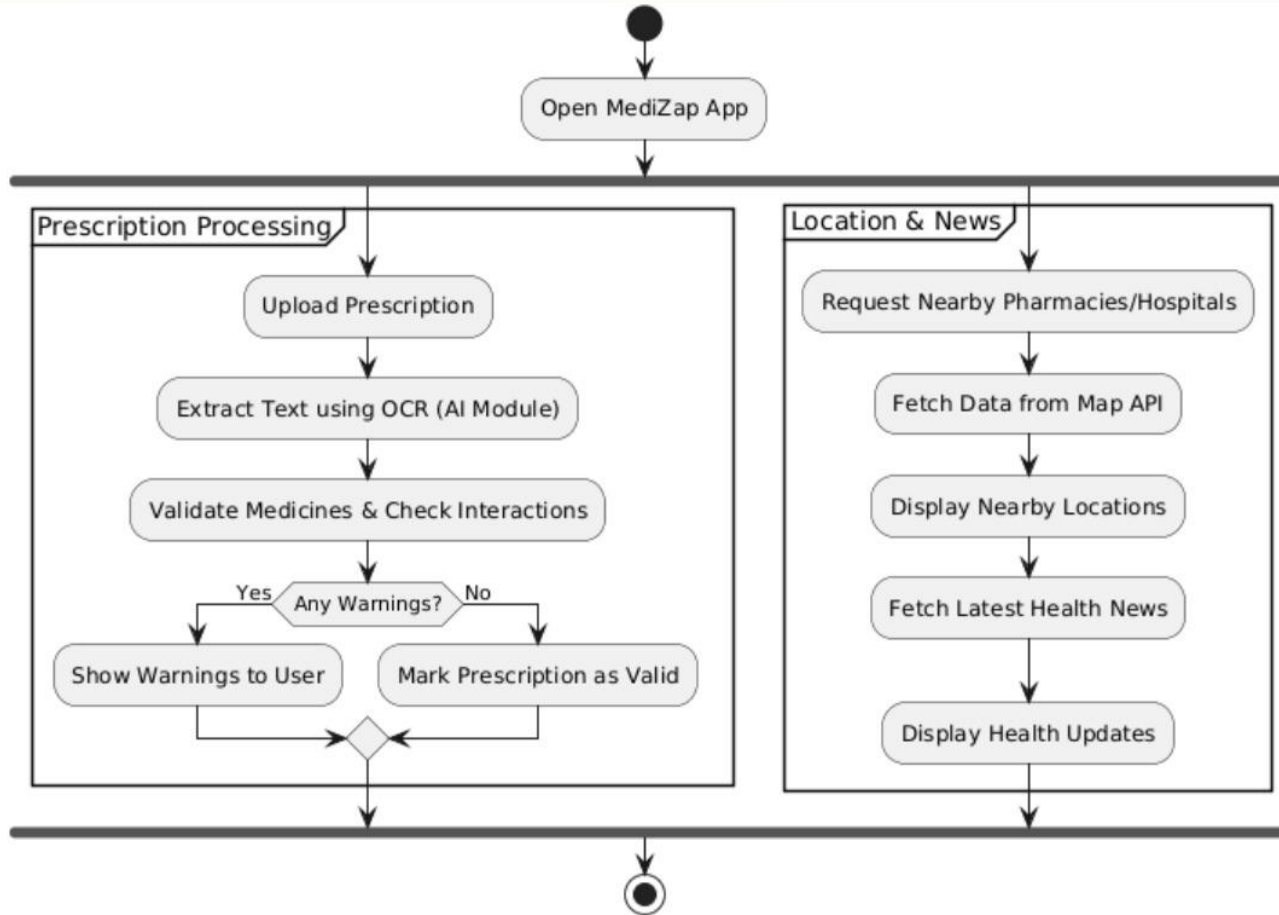 Open MediZap App
Prescription Processing
Upload Prescription
Extract Text using OCR (AI Module)
Validate Medicines & Check Interactions
Yes
Any Warnings?
No
Show Warnings to User
Mark Prescription as Valid
Location & News
Request Nearby Pharmacies/Hospitals
Fetch Data from Map API
Display Nearby Locations
Fetch Latest Health News
Display Health Updates